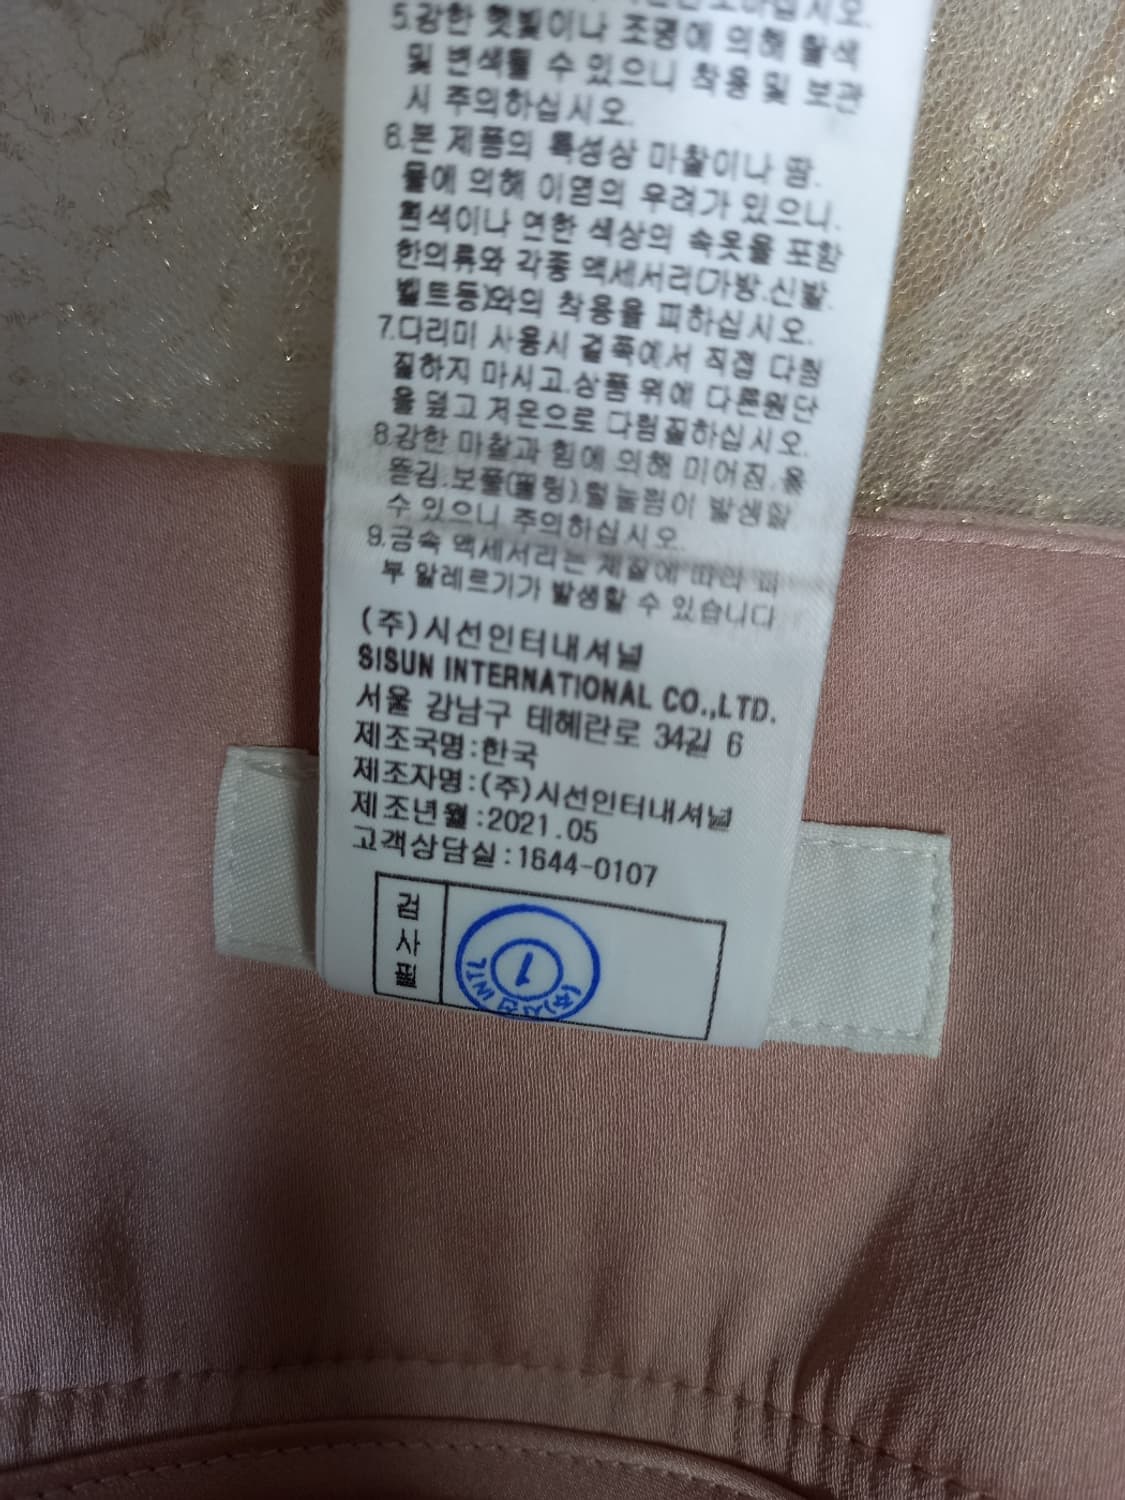 5.강한 햇빛이나 조명에 의해 탈색
및 변색될 수 있으니 착용 및 보관
시 주의하십시오.
6.본 제품의 특성상 마찰이나 땀.
물에 의해 이염의 우려가 있으니.
흰색이나 연한 색상의 속옷을 포함
한의류와 각종 액세서리(가방.신발.
벨트등)와의 착용을 피하십시오.
7.다리미 사용시 겉쪽에서 직접 다림
질하지 마시고.상품 위에 다른원단
을 덮고 저온으로 다림질하십시오.
8.강한 마찰과 힘에 의해 미어짐.올
뜯김.보풀(필링).털눌림이 발생할
수 있으니 주의하십시오.
9.금속 액세서리는 체질에 따라 피
부 알레르기가 발생할 수 있습니다
(주)시선인터내셔널
SISUN INTERNATIONAL CO.,LTD.
서울 강남구 테헤란로 34길 6
제조국명:한국
제조자명:(주)시선인터내셔널
제조년월:2021.05
고객상담실:1644-0107
검사필
1
(주)시선 INT'L